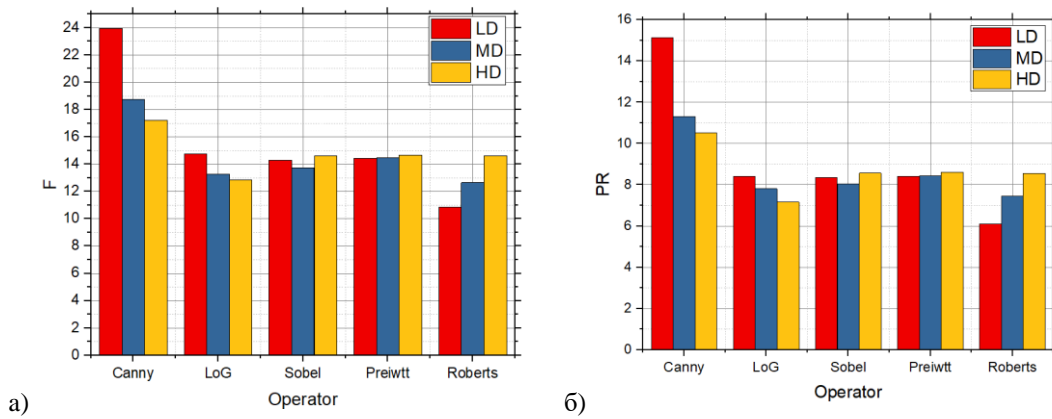 24
22
20
18
16
14
12
10
8
6
4
2
0
F
LD
MD
HD
Canny LoG Sobel Preiwtt Roberts
Operator
а)
16
14
12
10
8
6
4
2
0
PR
LD
MD
HD
Canny LoG Sobel Preiwtt Roberts
Operator
б)